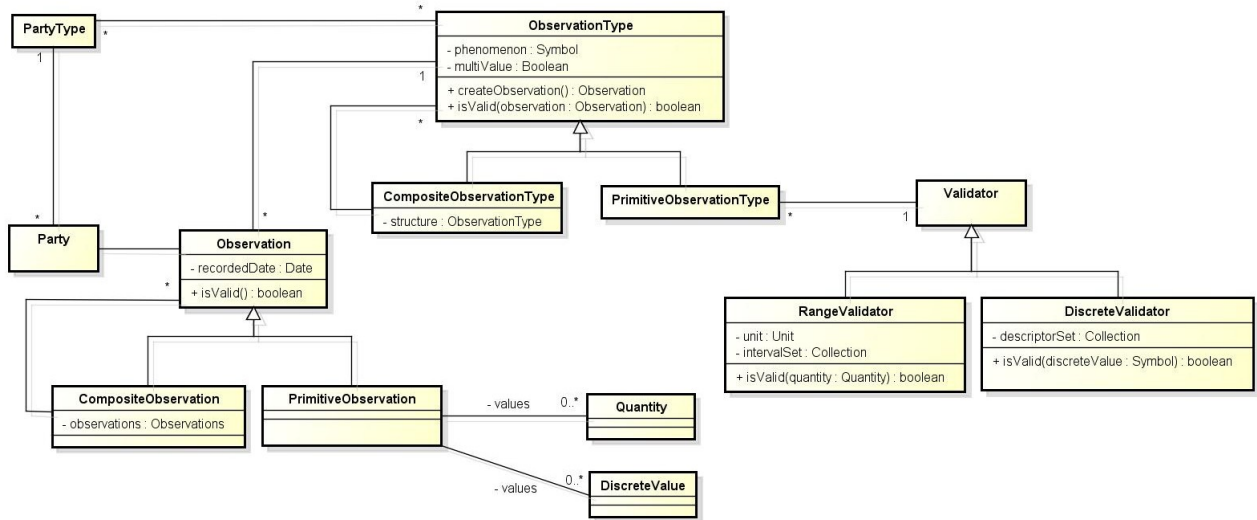 PartyType
*
*
1
ObservationType
- phenomenon : Symbol
- multiValue : Boolean
+ createObservation() : Observation
+ isValid(observation : Observation) : boolean
1
*
CompositeObservationType
- structure : ObservationType
PrimitiveObservationType
*
1
Validator
*
Party
*
Observation
- recordedDate : Date
+ isValid() : boolean
*
RangeValidator
- unit : Unit
- intervalSet : Collection
+ isValid(quantity : Quantity) : boolean
DiscreteValidator
- descriptorSet : Collection
+ isValid(discreteValue : Symbol) : boolean
CompositeObservation
- observations : Observations
PrimitiveObservation
- values
0..*
Quantity
- values
0..*
DiscreteValue